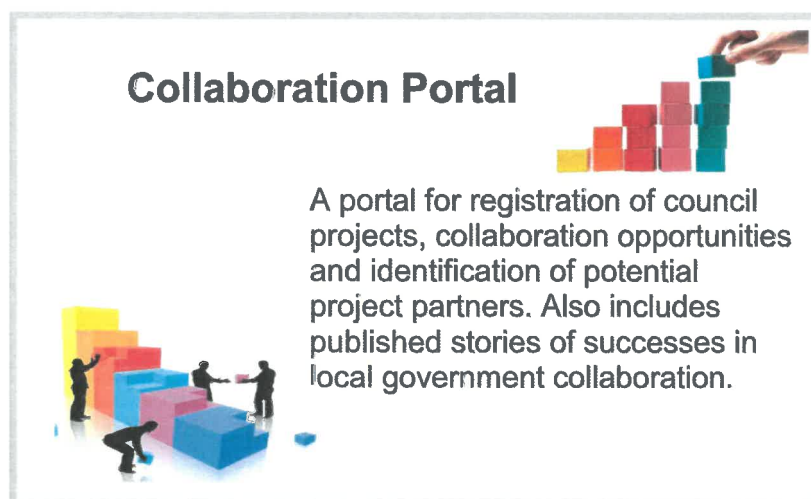 Collaboration Portal
A portal for registration of council
projects, collaboration opportunities
and identification of potential
project partners. Also includes
published stories of successes in
local government collaboration.